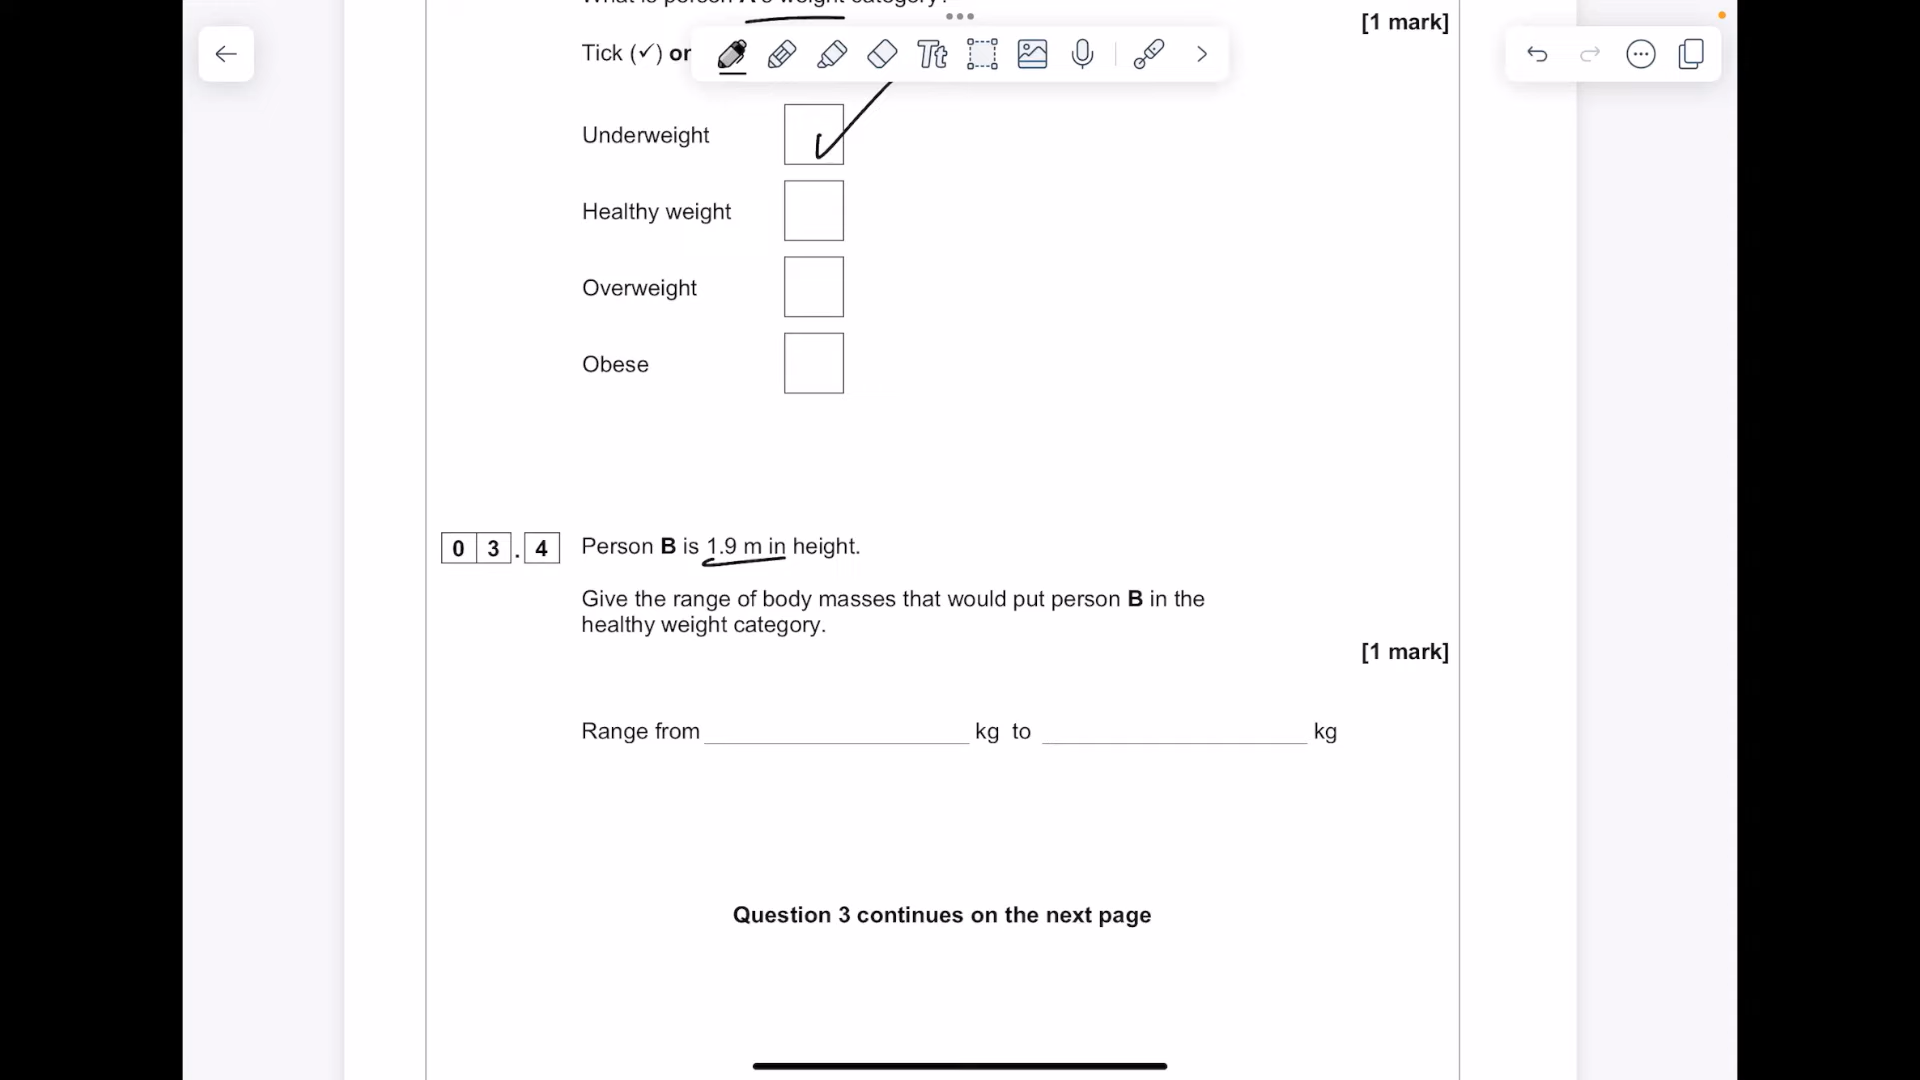 [1 mark]
Tick (✓) or
Tt
Underweight
Healthy weight
Overweight
Obese
0 3 . 4 Person B is 1.9 m in height.
Give the range of body masses that would put person B in the
healthy weight category.
[1 mark]
Range from kg to kg
Question 3 continues on the next page